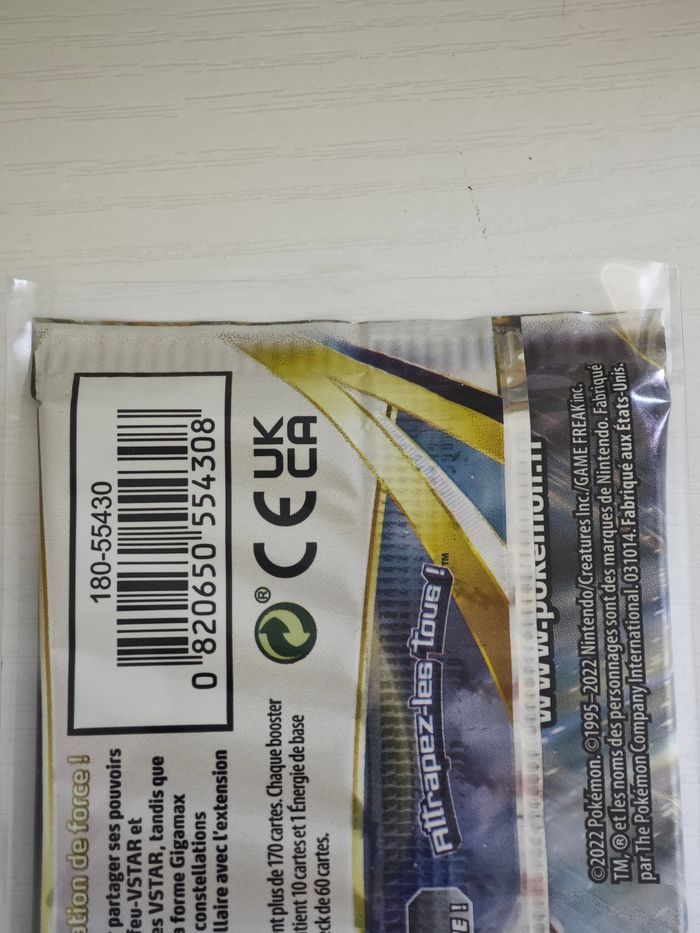 180-55430
0 820650 554308
CE UK
CA
®
ation de force !
partager ses pouvoirs
feu-VSTAR et
es VSTAR, tandis que
a forme Gigamax
constellations
llaire avec l'extension
nt plus de 170 cartes. Chaque booster
tient 10 cartes et 1 Énergie de base
ck de 60 cartes.
Attrapez-les tous !™
E !
www.pokemon.fr
©2022 Pokémon. ©1995–2022 Nintendo/Creatures Inc./GAME FREAK inc.
TM, ® et les noms des personnages sont des marques de Nintendo. Fabriqué
par The Pokémon Company International. 031014. Fabriqué aux États-Unis.